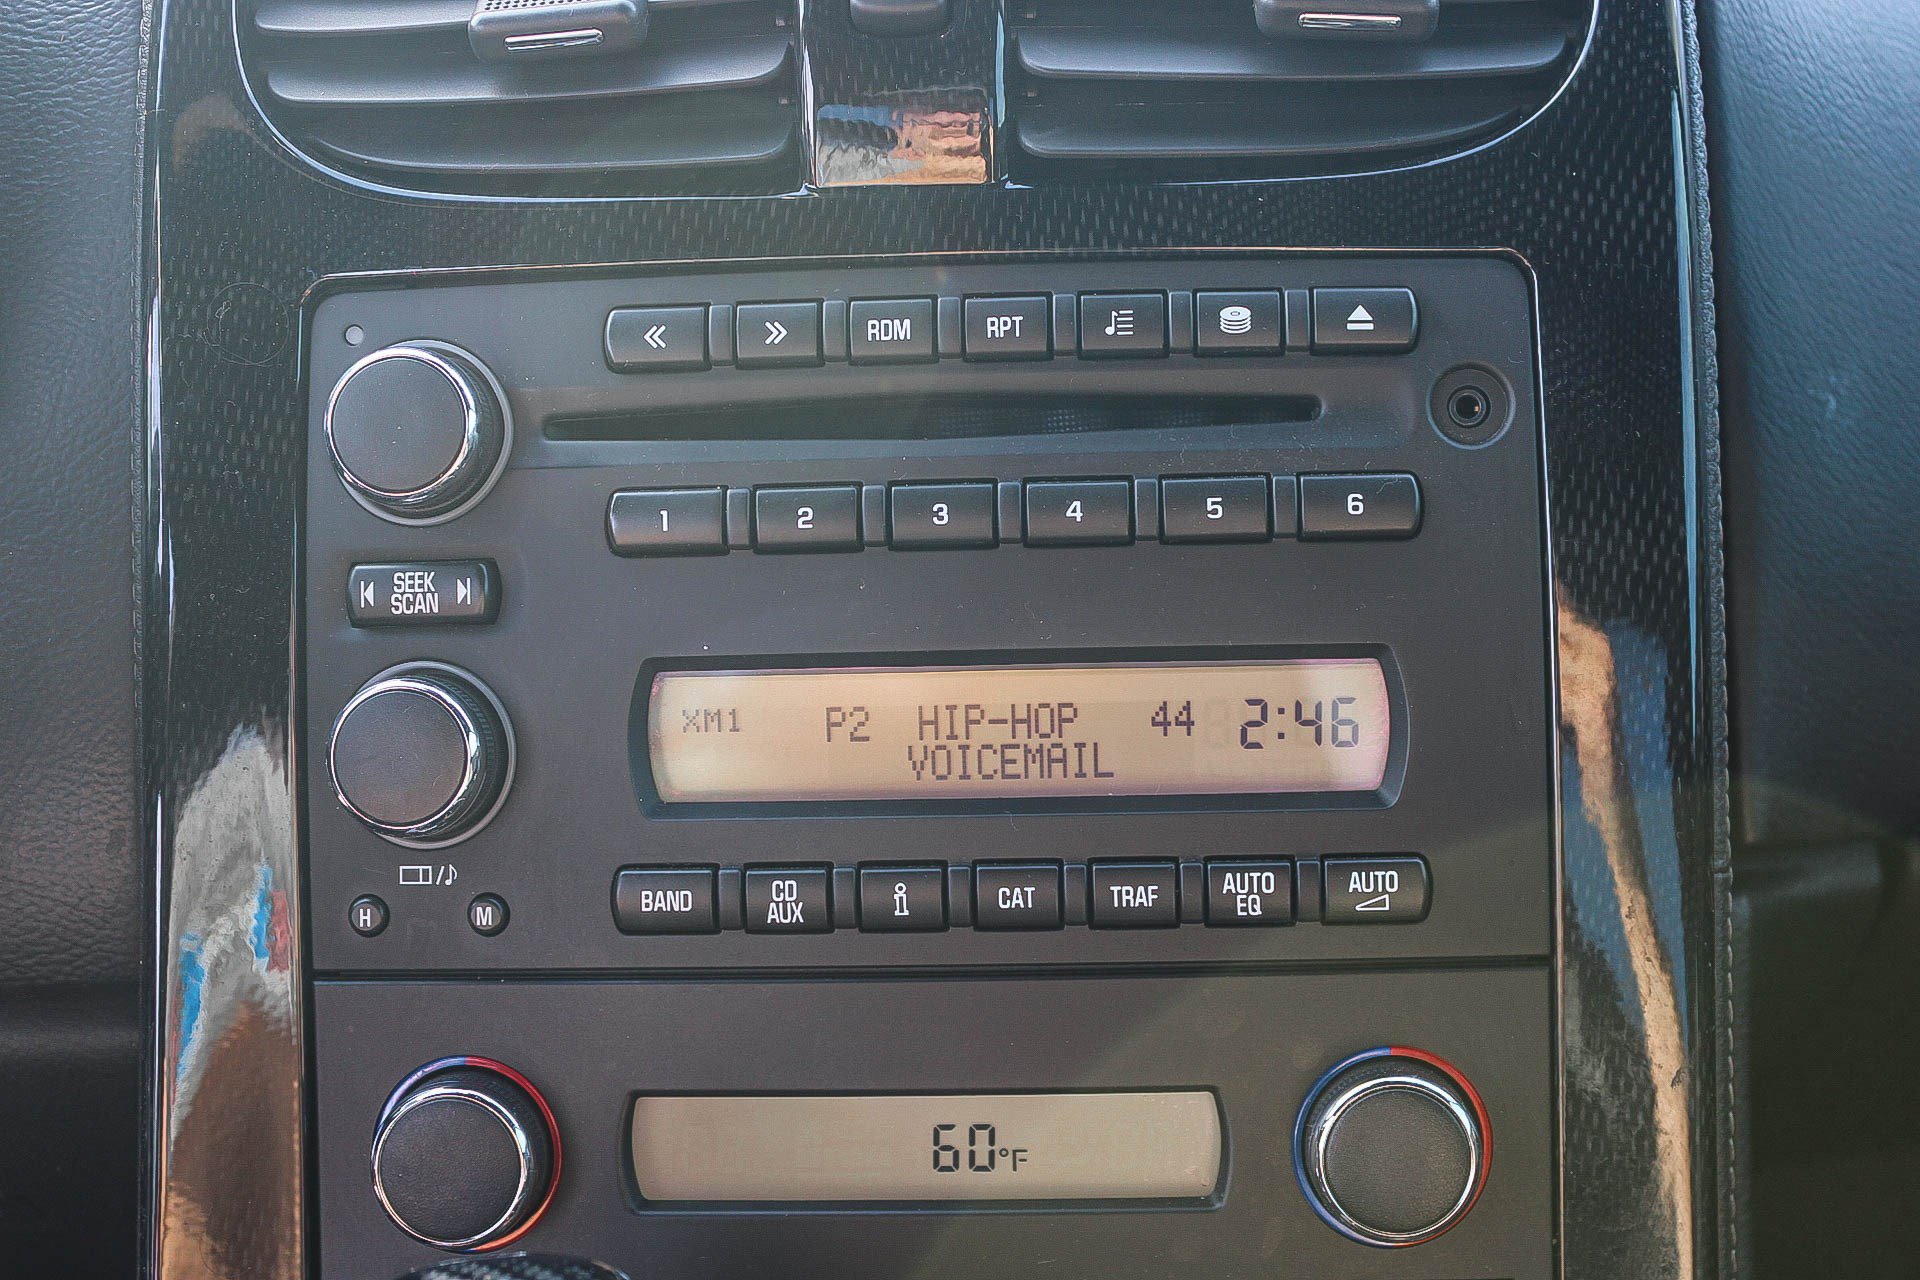 RDM RPT
1 2 3 4 5 6
SEEK
SCAN
XM1 P2 HIP-HOP 44 2:46
VOICEMAIL
H M
BAND CD AUX i CAT TRAF AUTO EQ AUTO
60°F